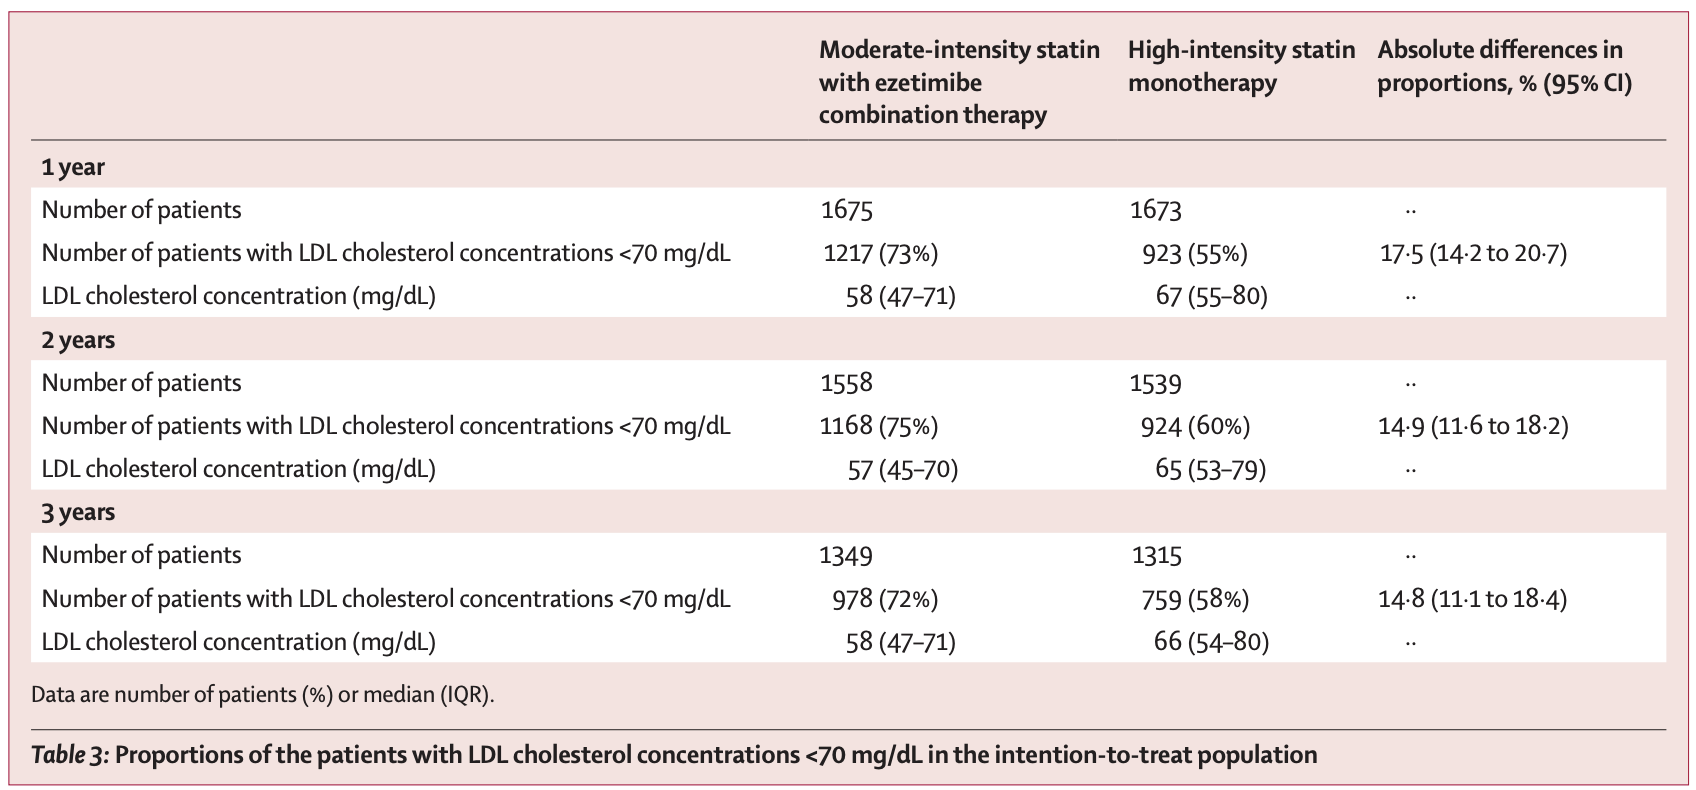 Moderate-intensity statin with ezetimibe combination therapy High-intensity statin monotherapy Absolute differences in proportions, % (95% CI)
1 year
Number of patients 1675 1673 ··
Number of patients with LDL cholesterol concentrations <70 mg/dL 1217 (73%) 923 (55%) 17·5 (14·2 to 20·7)
LDL cholesterol concentration (mg/dL) 58 (47–71) 67 (55–80) ··
2 years
Number of patients 1558 1539 ··
Number of patients with LDL cholesterol concentrations <70 mg/dL 1168 (75%) 924 (60%) 14·9 (11·6 to 18·2)
LDL cholesterol concentration (mg/dL) 57 (45–70) 65 (53–79) ··
3 years
Number of patients 1349 1315 ··
Number of patients with LDL cholesterol concentrations <70 mg/dL 978 (72%) 759 (58%) 14·8 (11·1 to 18·4)
LDL cholesterol concentration (mg/dL) 58 (47–71) 66 (54–80) ··
Data are number of patients (%) or median (IQR).
Table 3: Proportions of the patients with LDL cholesterol concentrations <70 mg/dL in the intention-to-treat population